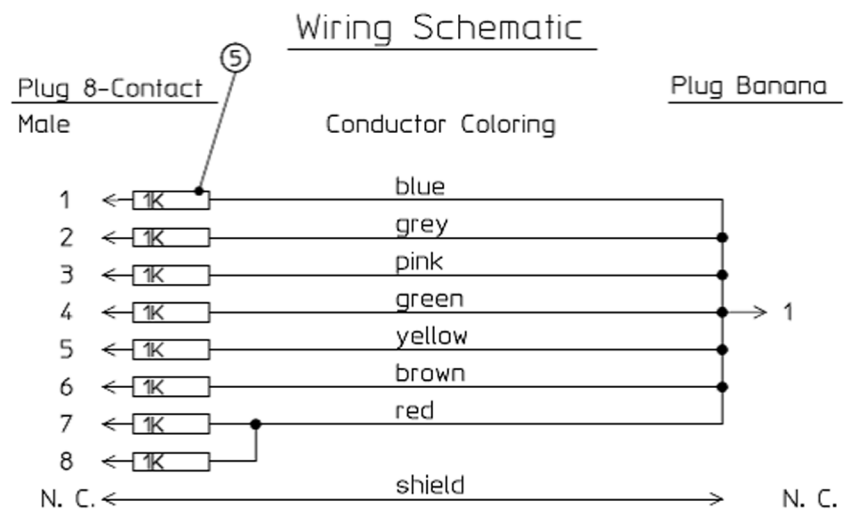 Wiring Schematic
5
Plug 8-Contact
Plug Banana
Male
Conductor Coloring
1 1K blue
2 1K grey
3 1K pink
4 1K green 1
5 1K yellow
6 1K brown
7 1K red
8 1K
N. C. shield N. C.